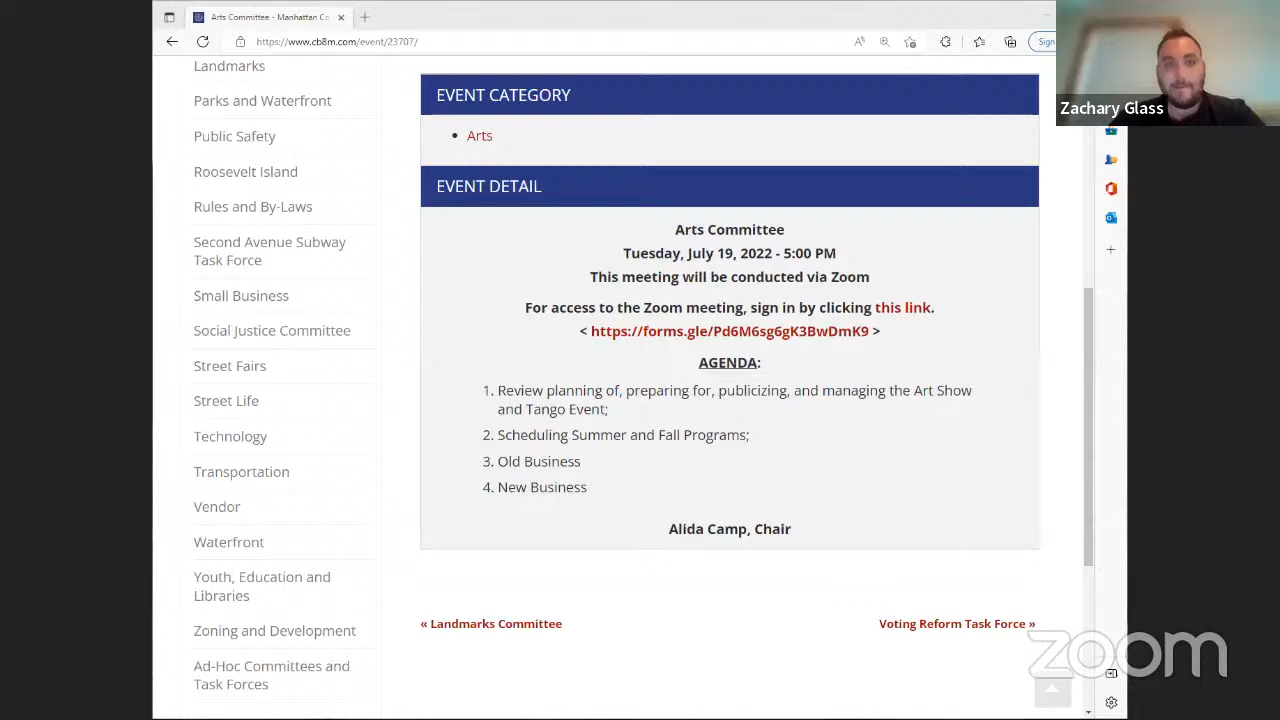 Arts Committee - Manhattan Co
https://www.cb8m.com/event/23707/
Sign
Zachary Glass
Landmarks
Parks and Waterfront
Public Safety
Roosevelt Island
Rules and By-Laws
Second Avenue Subway
Task Force
Small Business
Social Justice Committee
Street Fairs
Street Life
Technology
Transportation
Vendor
Waterfront
Youth, Education and
Libraries
Zoning and Development
Ad-Hoc Committees and
Task Forces
EVENT CATEGORY
• Arts
EVENT DETAIL
Arts Committee
Tuesday, July 19, 2022 - 5:00 PM
This meeting will be conducted via Zoom
For access to the Zoom meeting, sign in by clicking this link.
< https://forms.gle/Pd6M6sg6gK3BwDmK9 >
AGENDA:
1. Review planning of, preparing for, publicizing, and managing the Art Show
and Tango Event;
2. Scheduling Summer and Fall Programs;
3. Old Business
4. New Business
Alida Camp, Chair
« Landmarks Committee
Voting Reform Task Force »
zoom